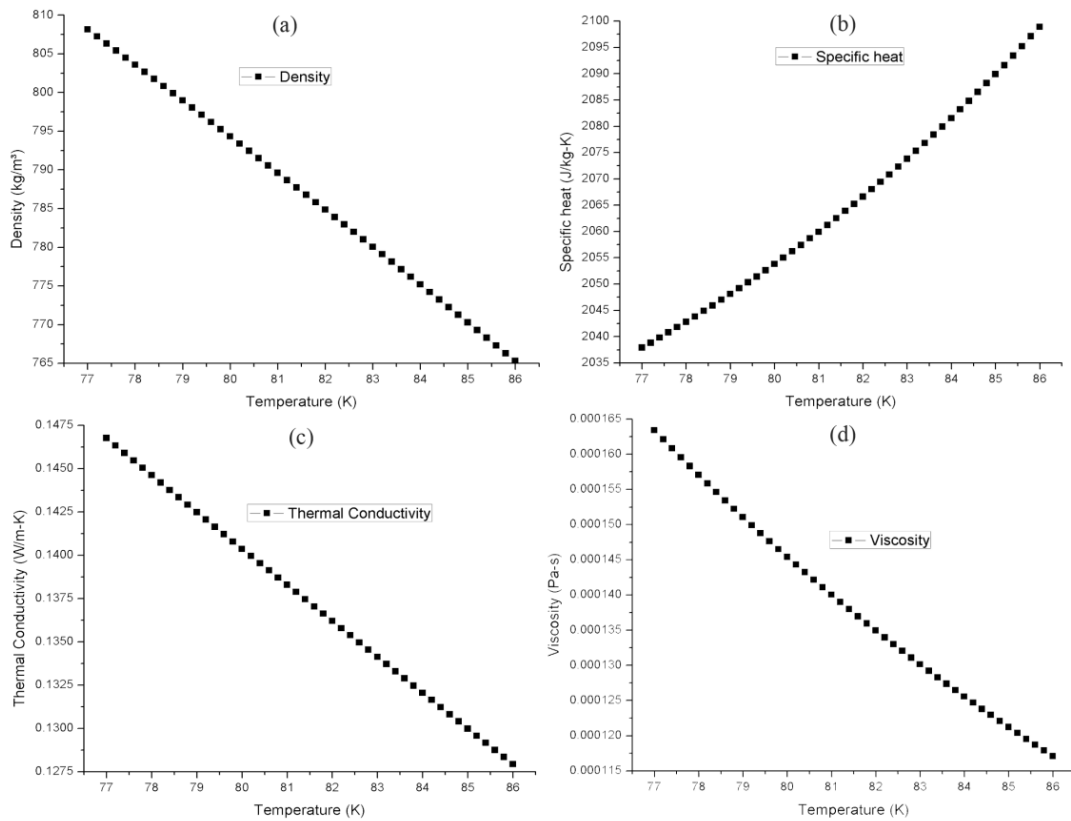 (a)
Density
810
805
800
795
790
785
780
775
770
765
Density (kg/m³)
77 78 79 80 81 82 83 84 85 86
Temperature (K)
(b)
Specific heat
2100
2095
2090
2085
2080
2075
2070
2065
2060
2055
2050
2045
2040
2035
Specific heat (J/kg-K)
77 78 79 80 81 82 83 84 85 86
Temperature (K)
(c)
Thermal Conductivity
0.1475
0.1450
0.1425
0.1400
0.1375
0.1350
0.1325
0.1300
0.1275
Thermal Conductivity (W/m-K)
77 78 79 80 81 82 83 84 85 86
Temperature (K)
(d)
Viscosity
0.000165
0.000160
0.000155
0.000150
0.000145
0.000140
0.000135
0.000130
0.000125
0.000120
0.000115
Viscosity (Pa-s)
77 78 79 80 81 82 83 84 85 86
Temperature (K)